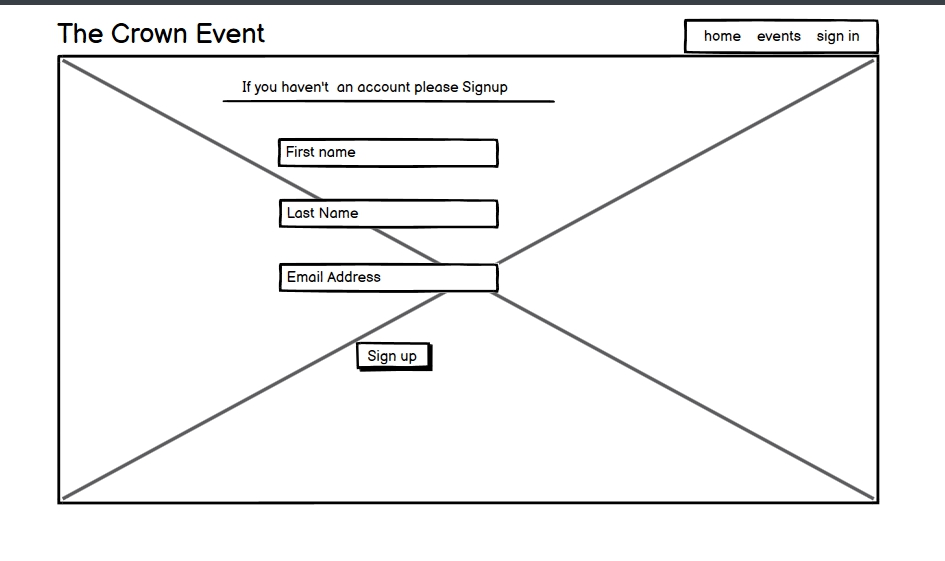 The Crown Event
home events sign in
If you haven't an account please Signup
First name
Last Name
Email Address
Sign up